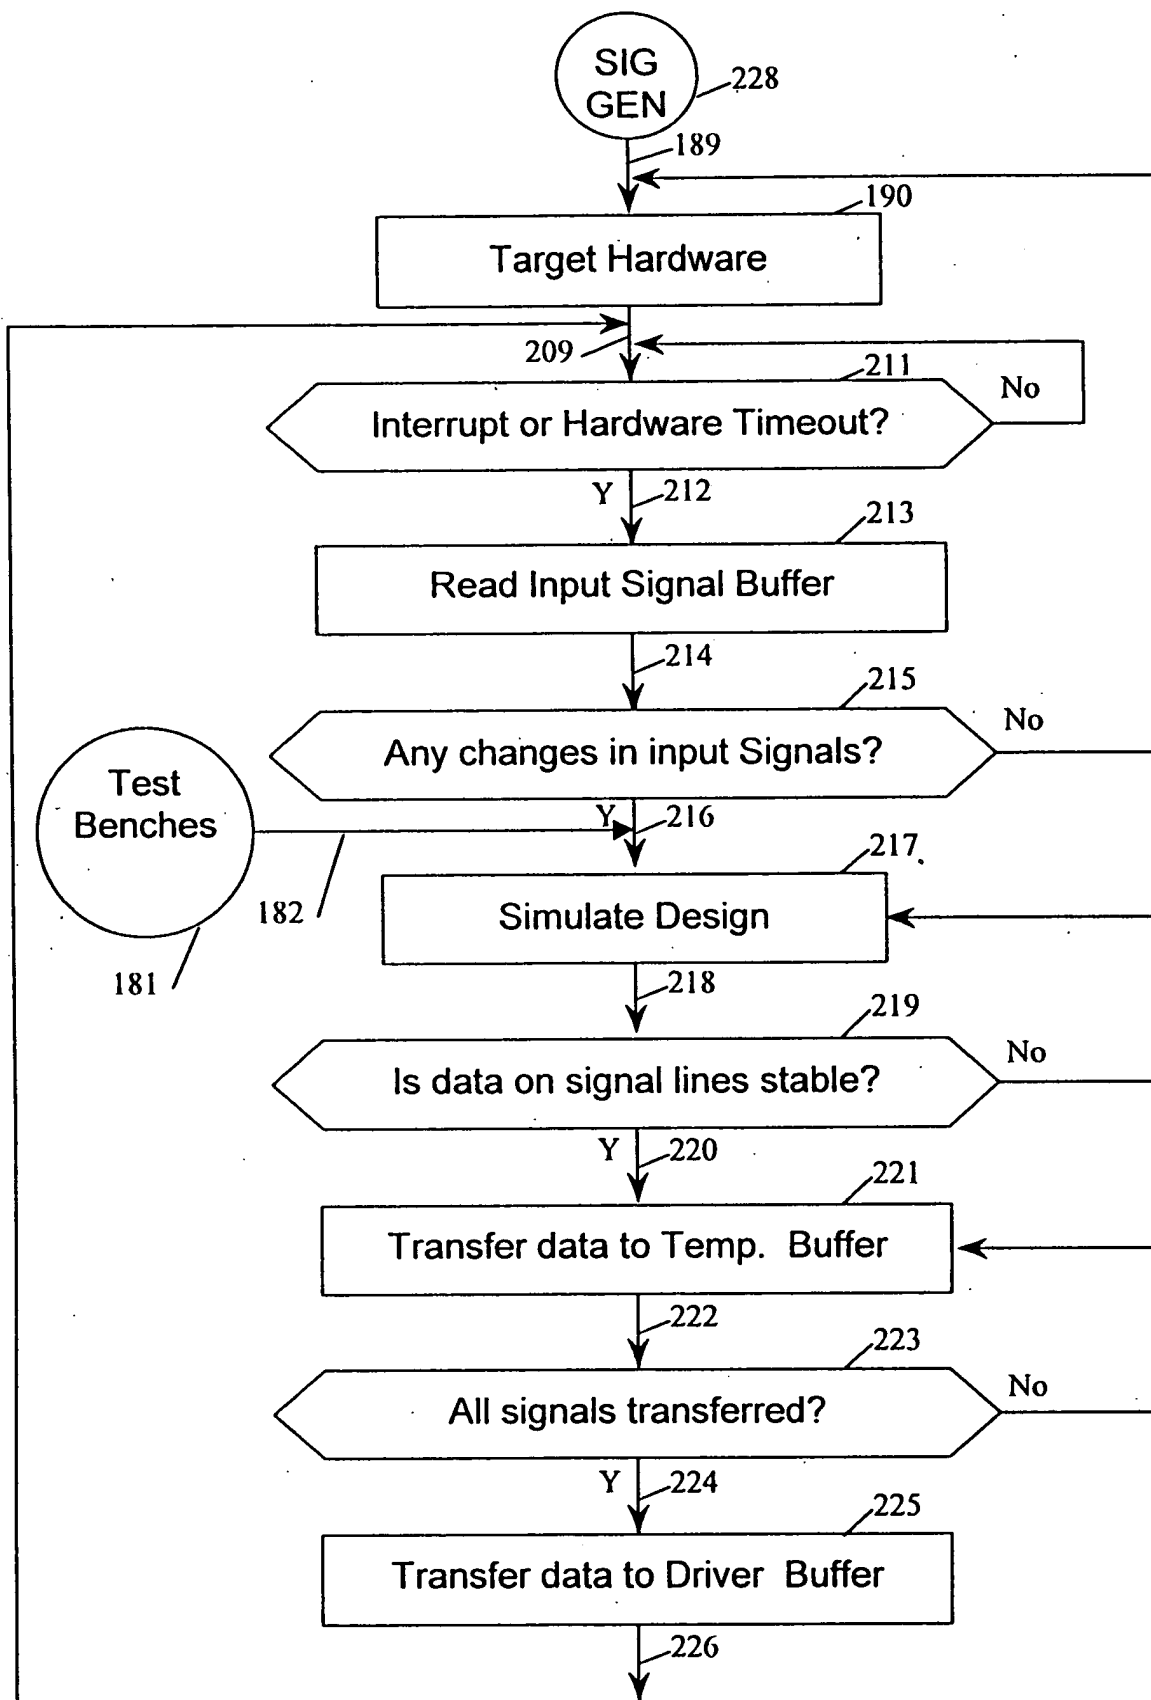 SIG
GEN
228
189
190
Target Hardware
209
211
No
Interrupt or Hardware Timeout?
Y
212
213
Read Input Signal Buffer
214
215
No
Any changes in input Signals?
Test
Benches
Y
216
217
182
Simulate Design
181
218
219
No
Is data on signal lines stable?
Y
220
221
Transfer data to Temp. Buffer
222
223
No
All signals transferred?
Y
224
225
Transfer data to Driver Buffer
226